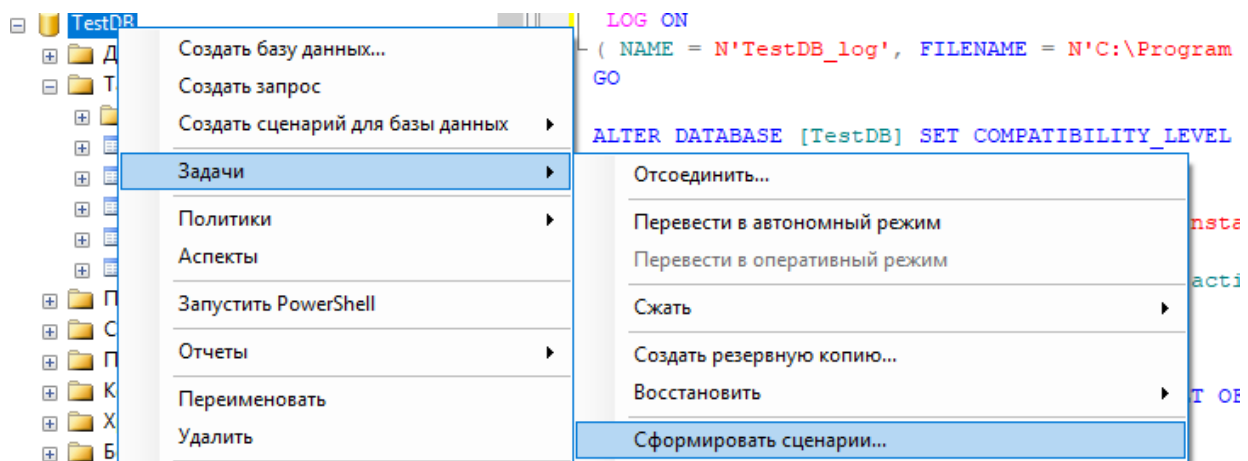 TestDB
Создать базу данных...
Создать запрос
Создать сценарий для базы данных
Задачи
Политики
Аспекты
Запустить PowerShell
Отчеты
Переименовать
Удалить
Отсоединить...
Перевести в автономный режим
Перевести в оперативный режим
Сжать
Создать резервную копию...
Восстановить
Сформировать сценарии...
LOG ON
( NAME = N'TestDB_log', FILENAME = N'C:\Program
GO
ALTER DATABASE [TestDB] SET COMPATIBILITY_LEVEL